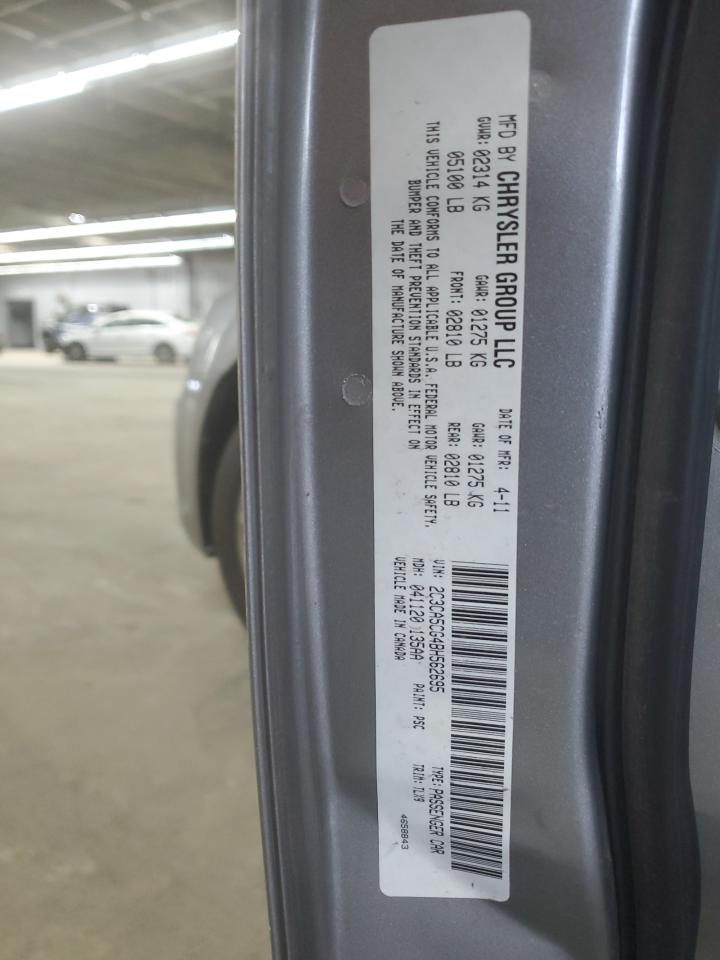 MFD BY CHRYSLER GROUP LLC DATE OF MFR: 4-11
GVWR: 02314 KG GAWR: 01275 KG GAWR: 01275 KG
05100 LB FRONT: 02810 LB REAR: 02810 LB
THIS VEHICLE CONFORMS TO ALL APPLICABLE U.S.A. FEDERAL MOTOR VEHICLE SAFETY,
BUMPER AND THEFT PREVENTION STANDARDS IN EFFECT ON
THE DATE OF MANUFACTURE SHOWN ABOVE.
VIN: 2C3CA5CG4BH562695 TYPE: PASSENGER CAR
MDH: 041120 135AA PAINT: PSC TRIM: TLX9
VEHICLE MADE IN CANADA
4658843